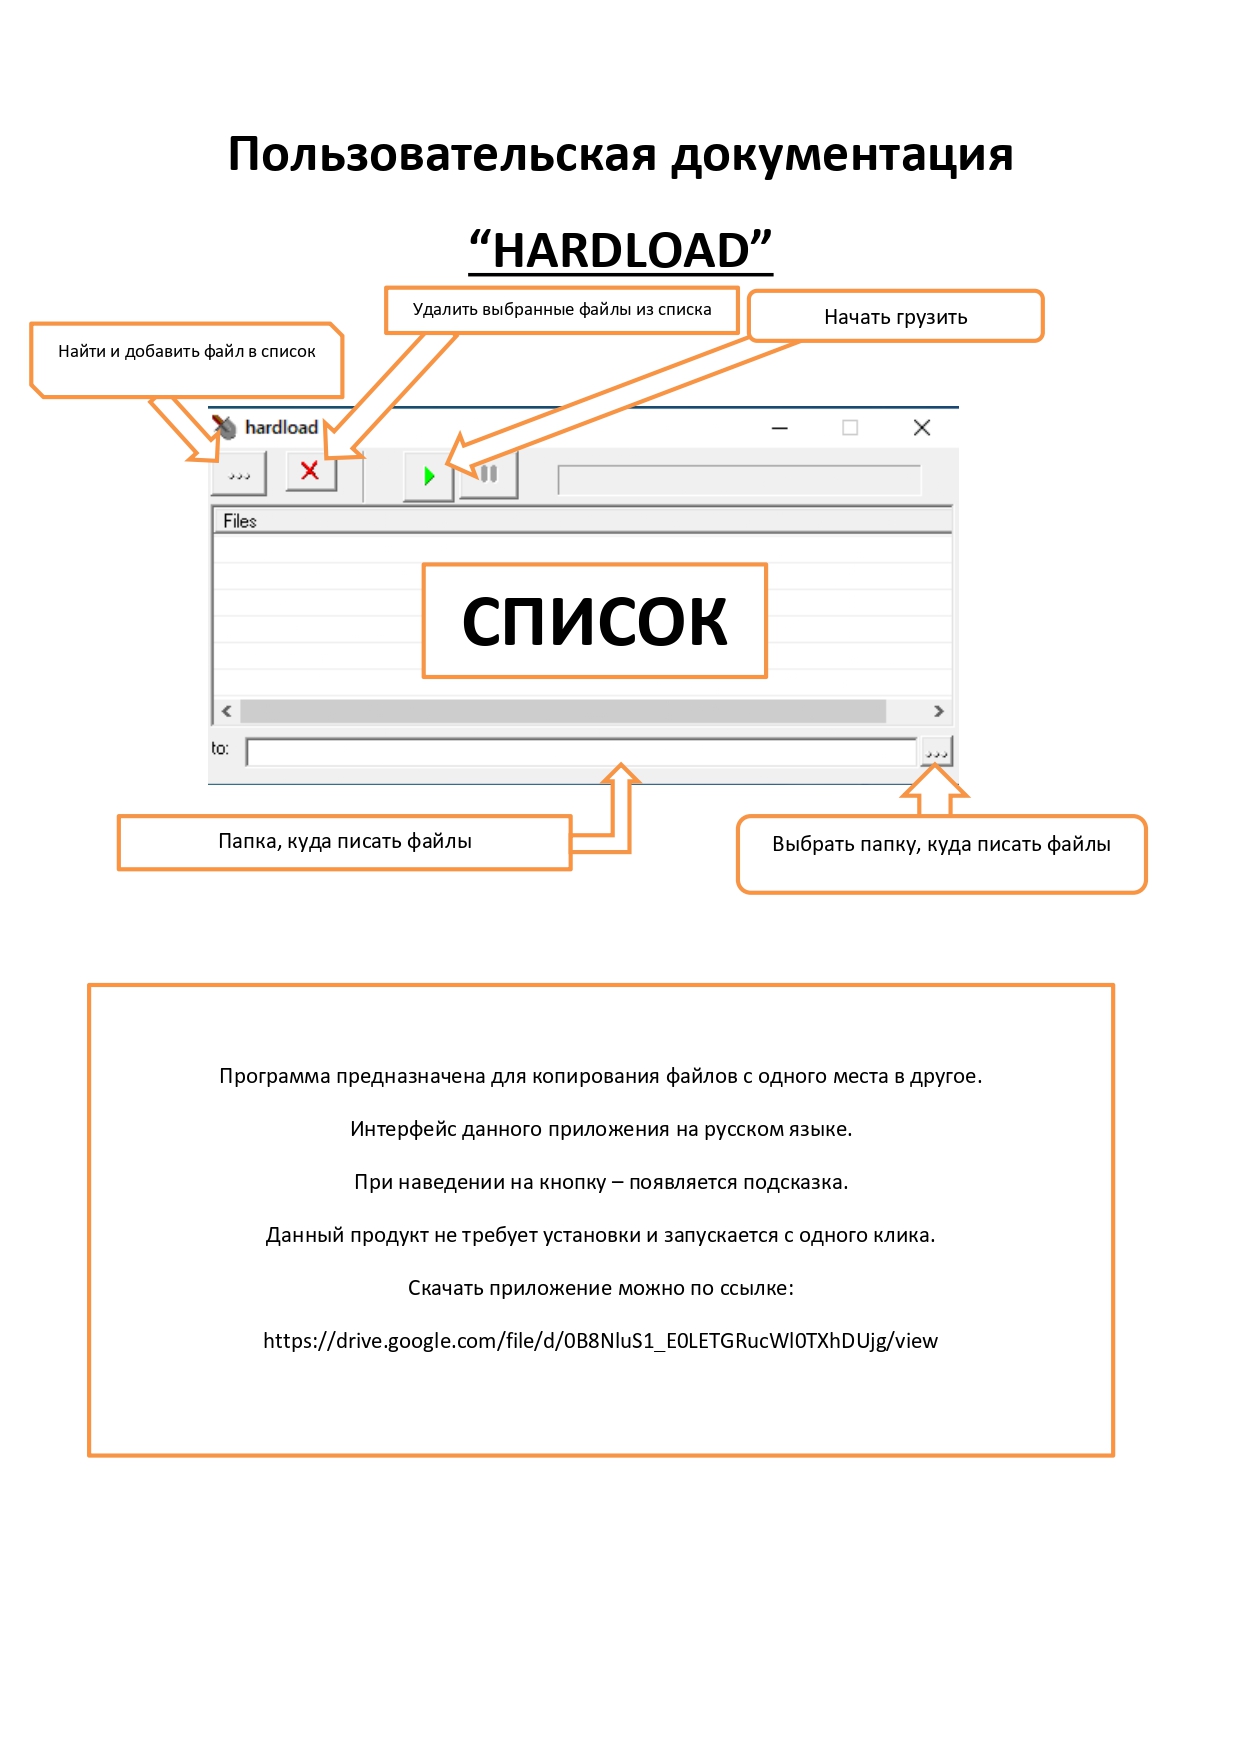 Пользовательская документация
“HARDLOAD”
Удалить выбранные файлы из списка
Начать грузить
Найти и добавить файл в список
hardload
...
Files
СПИСОК
to:
...
Папка, куда писать файлы
Выбрать папку, куда писать файлы
Программа предназначена для копирования файлов с одного места в другое.
Интерфейс данного приложения на русском языке.
При наведении на кнопку – появляется подсказка.
Данный продукт не требует установки и запускается с одного клика.
Скачать приложение можно по ссылке:
https://drive.google.com/file/d/0B8NluS1_E0LETGRucWl0TXhDUjg/view